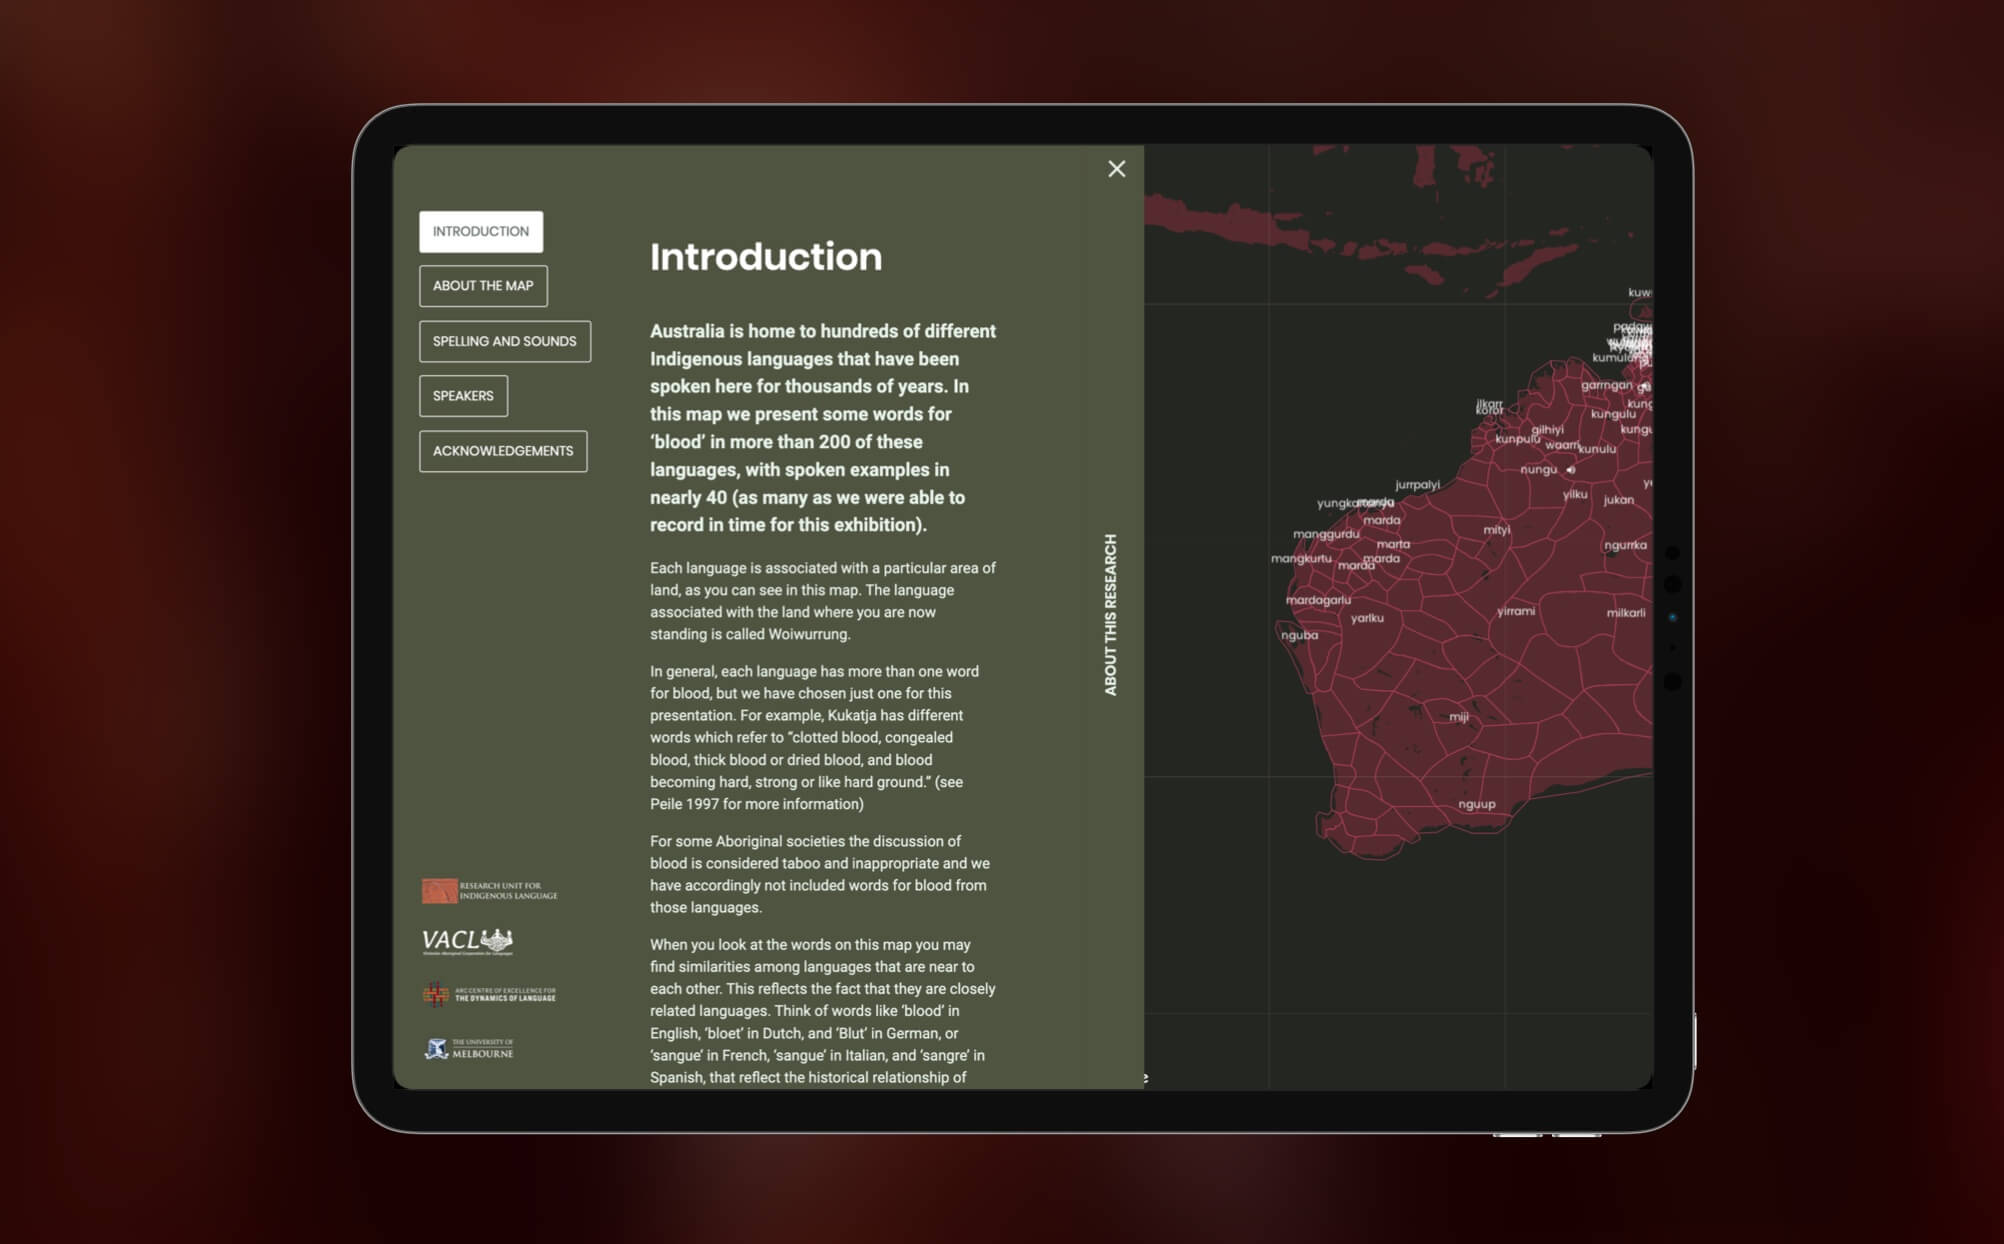 INTRODUCTION
ABOUT THE MAP
SPELLING AND SOUNDS
SPEAKERS
ACKNOWLEDGEMENTS
RESEARCH UNIT FOR
INDIGENOUS LANGUAGE
VACL
Victorian Aboriginal Corporation for Languages
ARC CENTRE OF EXCELLENCE FOR
THE DYNAMICS OF LANGUAGE
THE UNIVERSITY OF
MELBOURNE
Introduction
Australia is home to hundreds of different
Indigenous languages that have been
spoken here for thousands of years. In
this map we present some words for
‘blood’ in more than 200 of these
languages, with spoken examples in
nearly 40 (as many as we were able to
record in time for this exhibition).
Each language is associated with a particular area of
land, as you can see in this map. The language
associated with the land where you are now
standing is called Woiwurrung.
In general, each language has more than one word
for blood, but we have chosen just one for this
presentation. For example, Kukatja has different
words which refer to “clotted blood, congealed
blood, thick blood or dried blood, and blood
becoming hard, strong or like hard ground.” (see
Peile 1997 for more information)
For some Aboriginal societies the discussion of
blood is considered taboo and inappropriate and we
have accordingly not included words for blood from
those languages.
When you look at the words on this map you may
find similarities among languages that are near to
each other. This reflects the fact that they are closely
related languages. Think of words like ‘blood’ in
English, ‘bloet’ in Dutch, and ‘Blut’ in German, or
‘sangue’ in French, ‘sangue’ in Italian, and ‘sangre’ in
Spanish, that reflect the historical relationship of
ABOUT THIS RESEARCH
kuw
kumulung
garrngan
kung
ilkarr
koror
kungulu
gilhiyi
kungu
kunpulu
waarri
kunulu
nungu
jurrpalyi
yilku
jukan
marda
mityi
manggurdu
marta
ngurrka
mangkurtu
marda
marda
mardagarlu
yarlku
yirrami
milkarli
nguba
miji
nguup
e